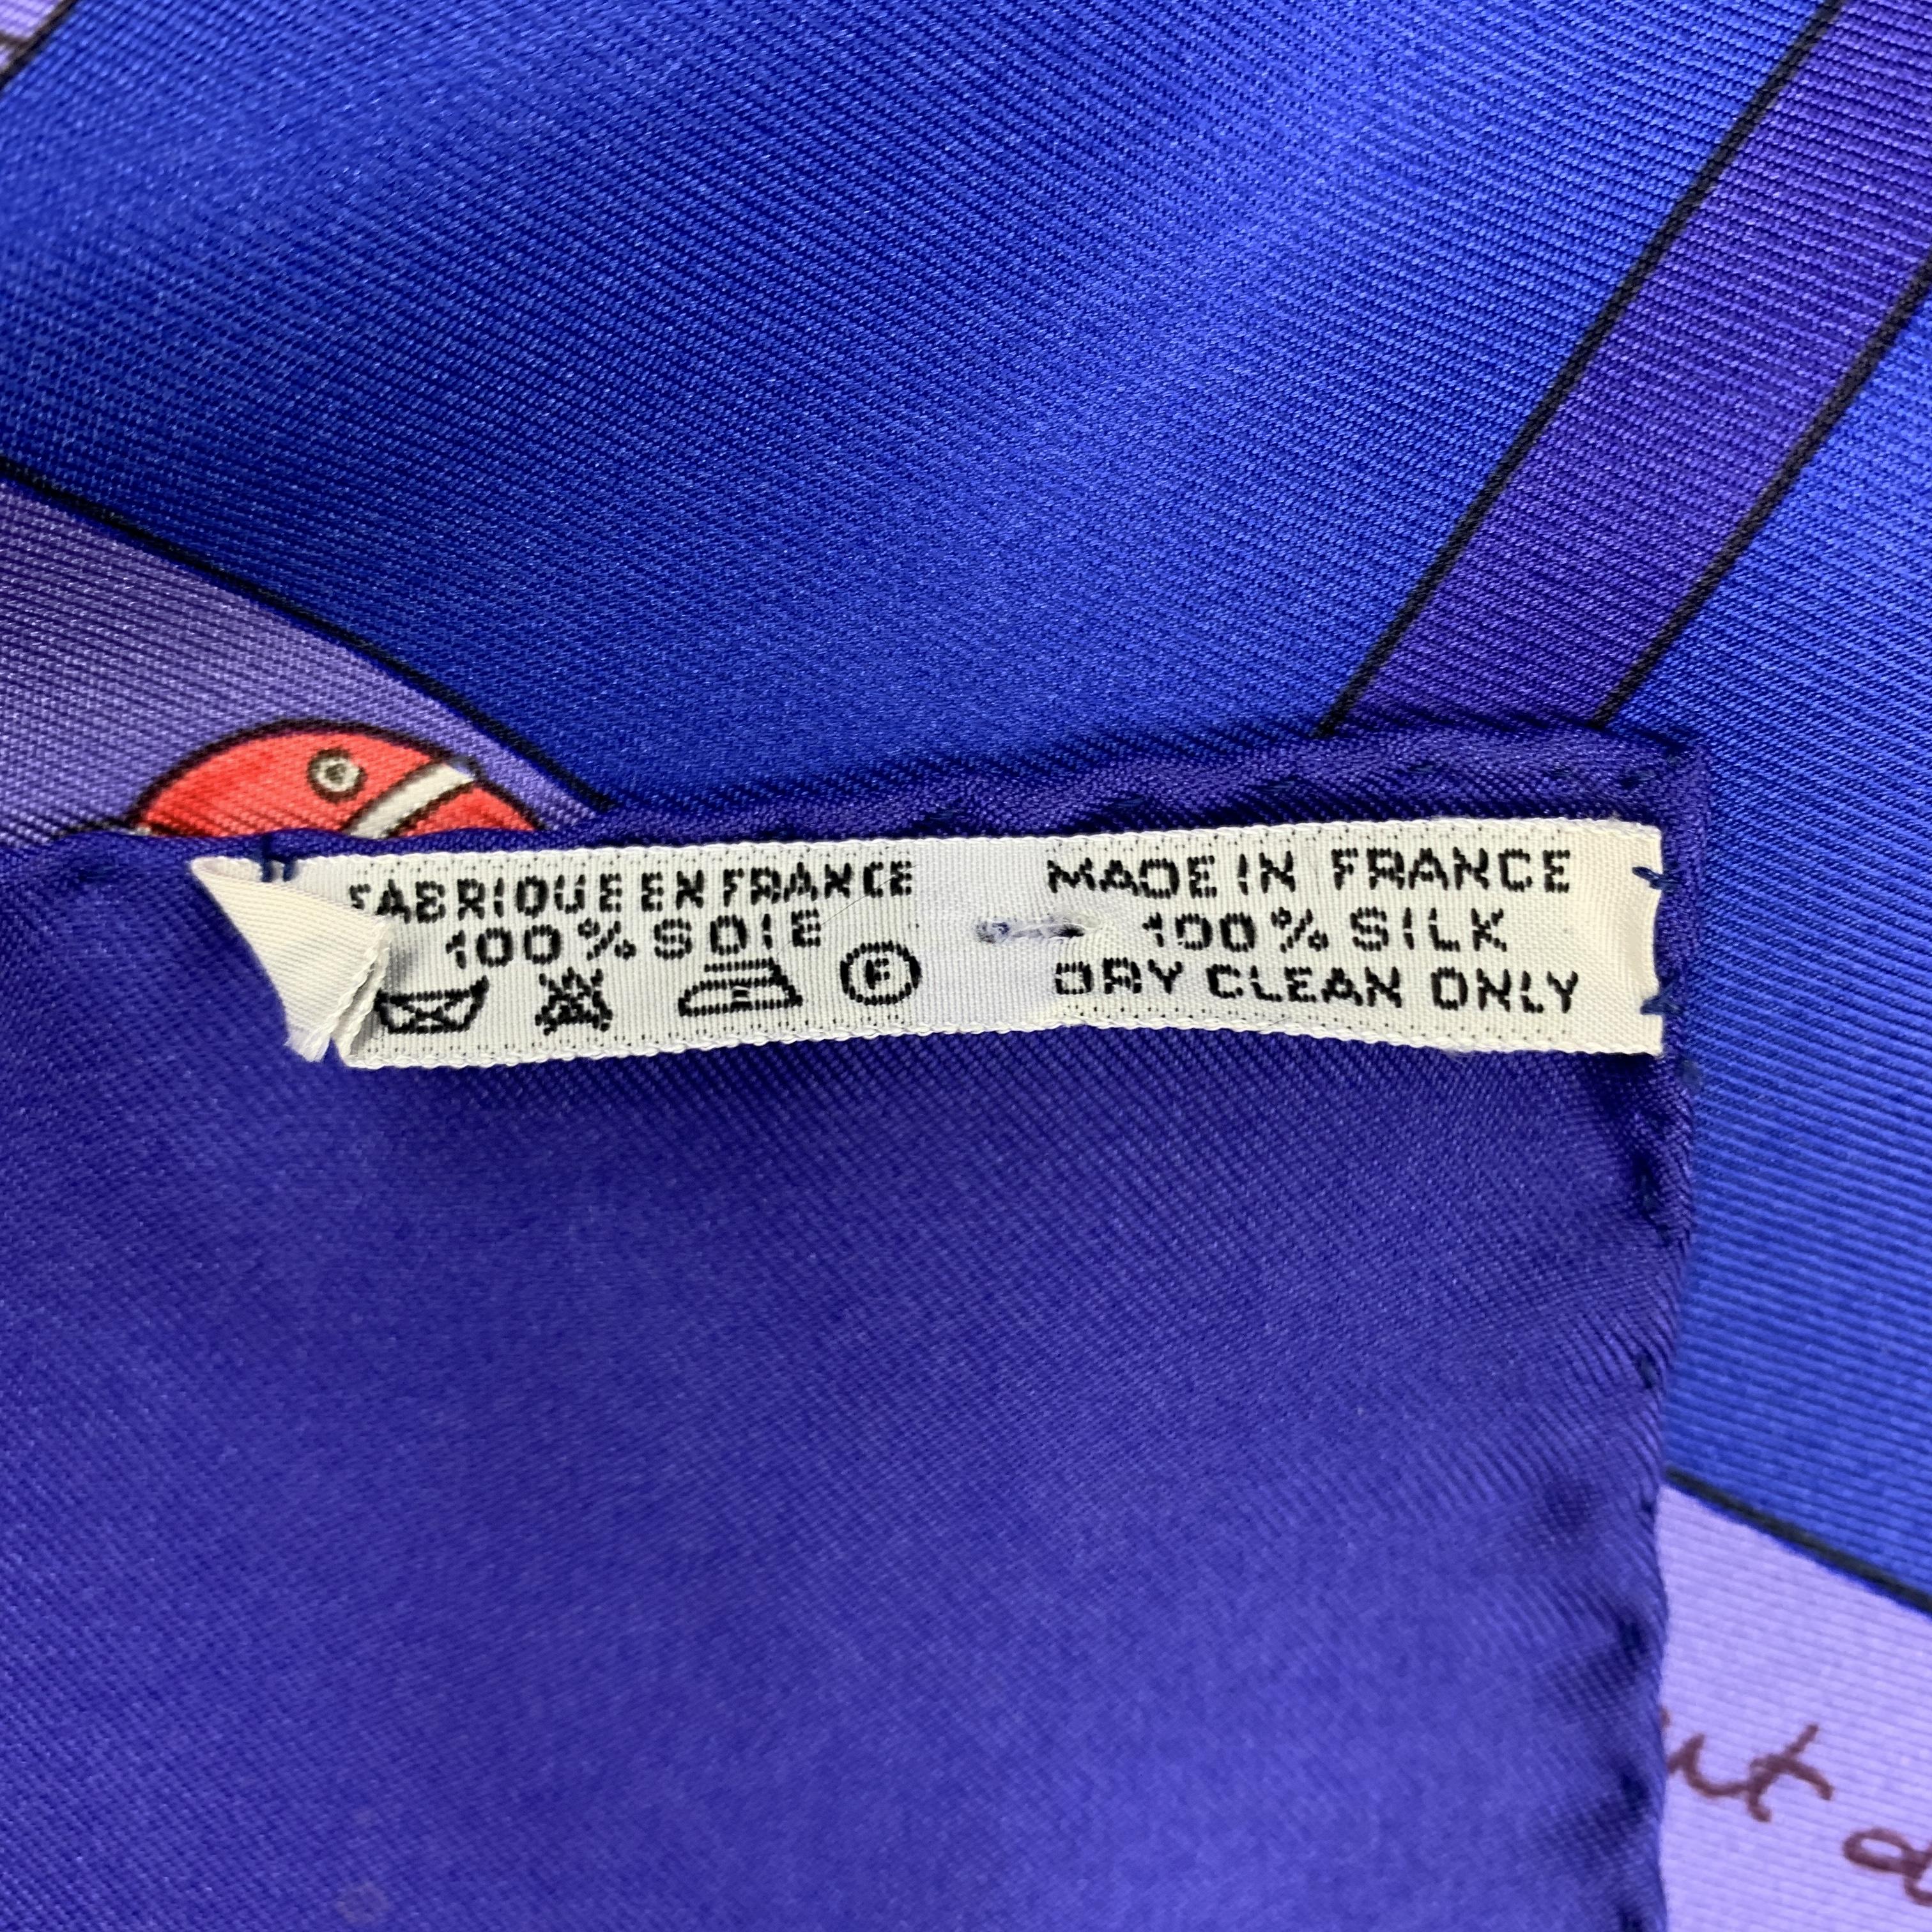 FABRIQUE EN FRANCE
100% SOIE
F
MADE IN FRANCE
100% SILK
DRY CLEAN ONLY